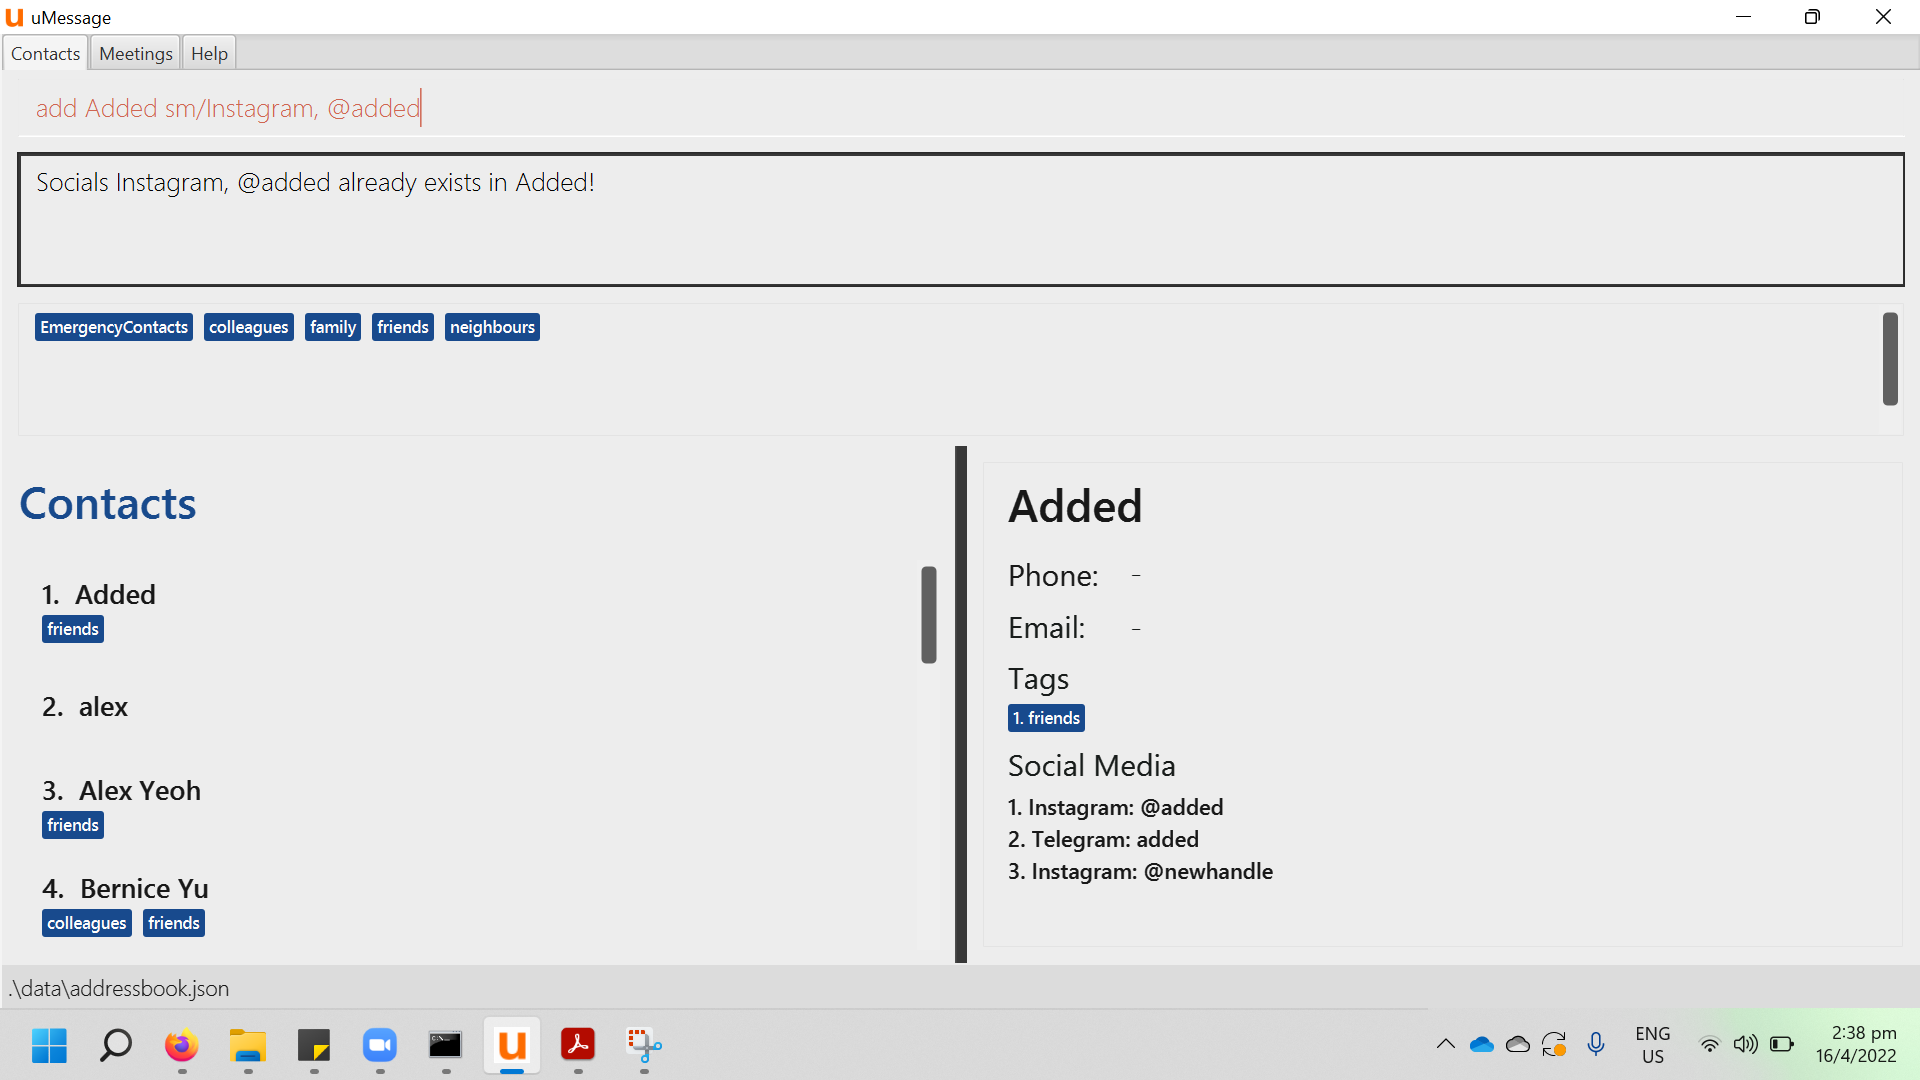 uMessage
Contacts Meetings Help
add Added sm/Instagram, @added
Socials Instagram, @added already exists in Added!
EmergencyContacts colleagues family friends neighbours
Contacts
1. Added
friends
2. alex
3. Alex Yeoh
friends
4. Bernice Yu
colleagues friends
Added
Phone: -
Email: -
Tags
1. friends
Social Media
1. Instagram: @added
2. Telegram: added
3. Instagram: @newhandle
.\data\addressbook.json
ENG
US
2:38 pm
16/4/2022